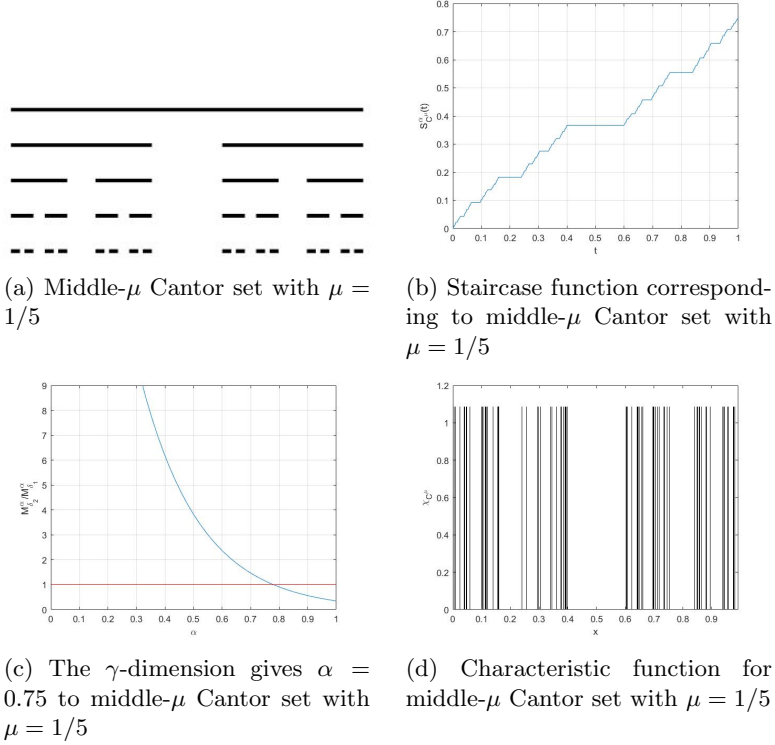 0.8
0.7
0.6
0.5
0.4
0.3
0.2
0.1
0
S^α_{C^μ}(t)
0 0.1 0.2 0.3 0.4 0.5 0.6 0.7 0.8 0.9 1
t
(a) Middle-μ Cantor set with μ =
1/5
(b) Staircase function correspond-
ing to middle-μ Cantor set with
μ = 1/5
9
8
7
6
5
4
3
2
1
0
M^α_{δ_2}/M^α_{δ_1}
0 0.1 0.2 0.3 0.4 0.5 0.6 0.7 0.8 0.9 1
α
1.2
1
0.8
0.6
0.4
0.2
0
χ_{C^μ}
0 0.1 0.2 0.3 0.4 0.5 0.6 0.7 0.8 0.9
x
(c) The γ-dimension gives α =
0.75 to middle-μ Cantor set with
μ = 1/5
(d) Characteristic function for
middle-μ Cantor set with μ = 1/5